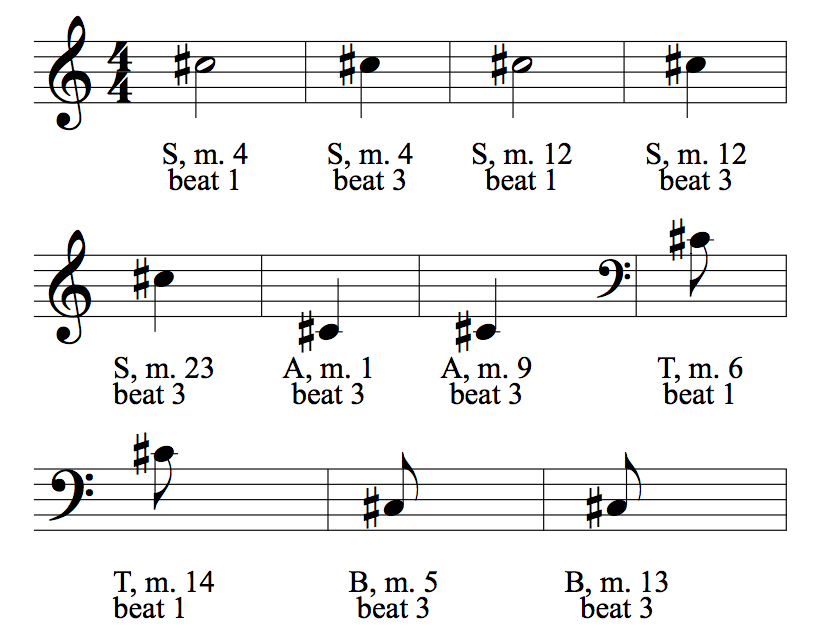 4
4
S, m. 4 S, m. 4 S, m. 12 S, m. 12
beat 1 beat 3 beat 1 beat 3
S, m. 23 A, m. 1 A, m. 9 T, m. 6
beat 3 beat 3 beat 3 beat 1
T, m. 14 B, m. 5 B, m. 13
beat 1 beat 3 beat 3